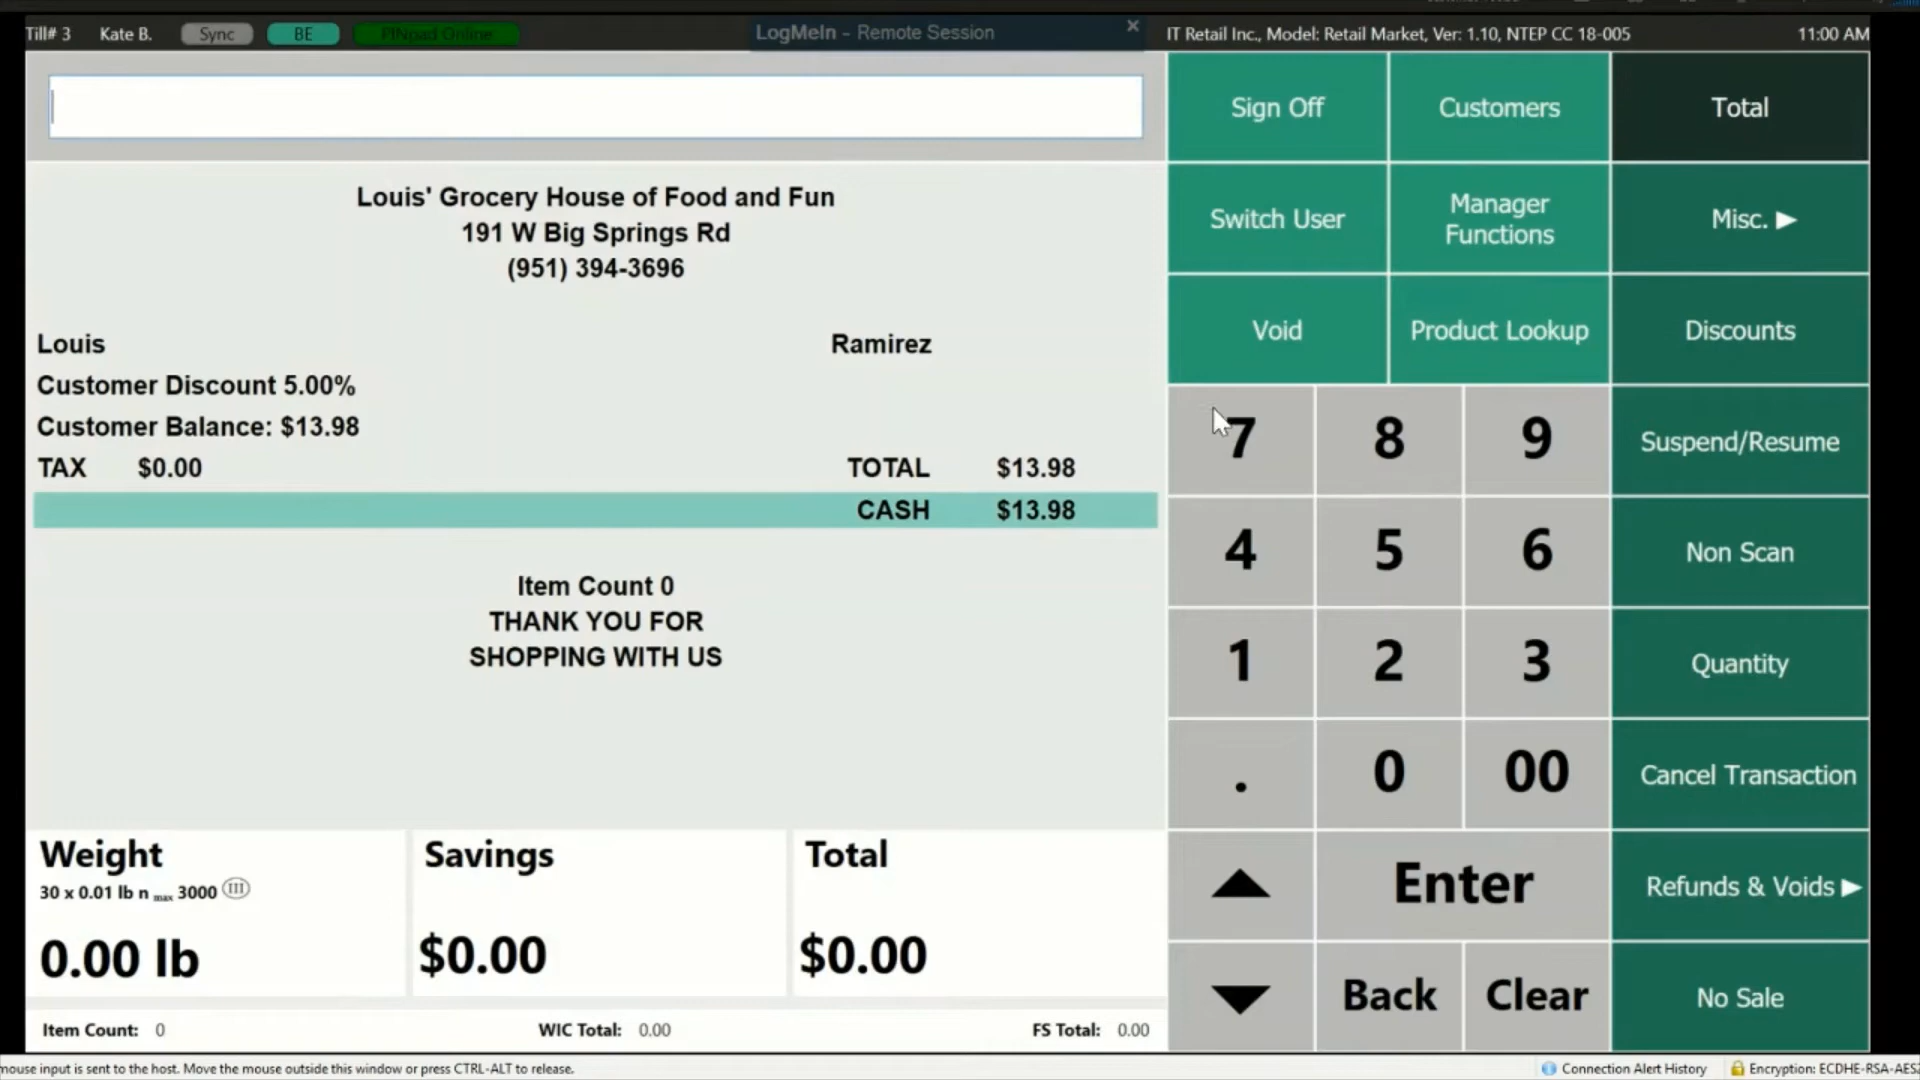 Till# 3 Kate B. Sync BE PINpad Online LogMeIn - Remote Session IT Retail Inc., Model: Retail Market, Ver: 1.10, NTEP CC 18-005 11:00 AM
Sign Off Customers Total
Louis' Grocery House of Food and Fun
191 W Big Springs Rd
(951) 394-3696
Switch User Manager Functions Misc. ▶
Void Product Lookup Discounts
Louis Ramirez
Customer Discount 5.00%
Customer Balance: $13.98
TAX $0.00 TOTAL $13.98
CASH $13.98
Item Count 0
THANK YOU FOR
SHOPPING WITH US
7 8 9 Suspend/Resume
4 5 6 Non Scan
1 2 3 Quantity
. 0 00 Cancel Transaction
Enter Refunds & Voids ▶
Back Clear No Sale
Weight Savings Total
30 x 0.01 lb n max 3000 III
0.00 lb $0.00 $0.00
Item Count: 0 WIC Total: 0.00 FS Total: 0.00
mouse input is sent to the host. Move the mouse outside this window or press CTRL-ALT to release. Connection Alert History Encryption: ECDHE-RSA-AES2